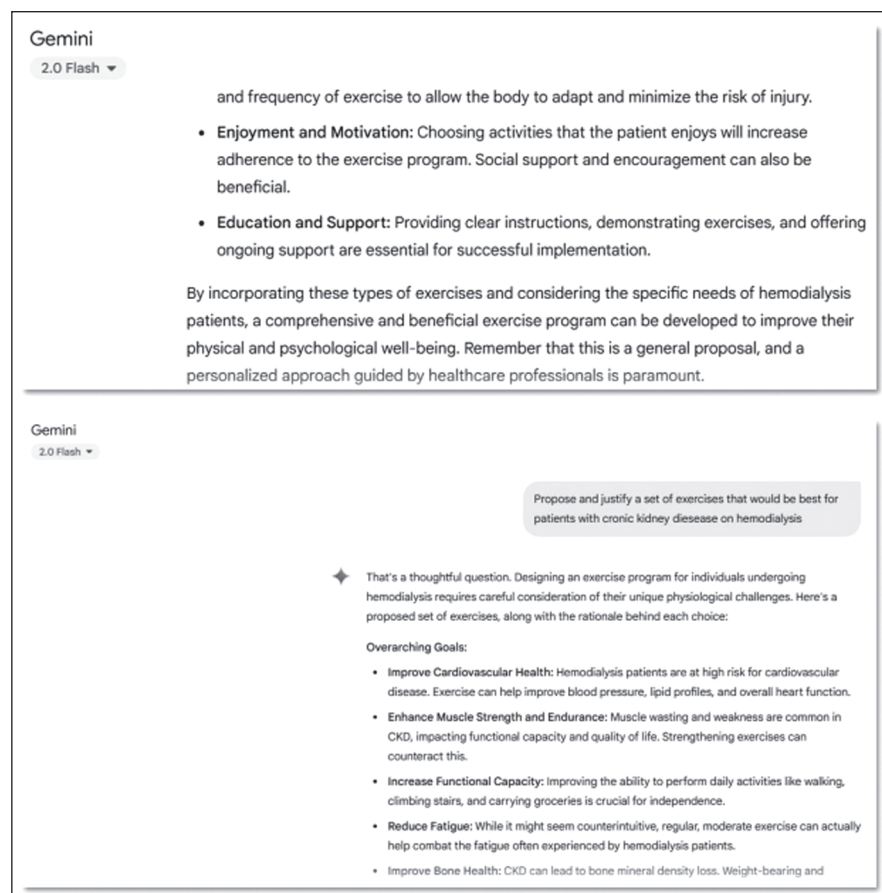 Gemini
2.0 Flash
and frequency of exercise to allow the body to adapt and minimize the risk of injury.
• Enjoyment and Motivation: Choosing activities that the patient enjoys will increase
adherence to the exercise program. Social support and encouragement can also be
beneficial.
• Education and Support: Providing clear instructions, demonstrating exercises, and offering
ongoing support are essential for successful implementation.
By incorporating these types of exercises and considering the specific needs of hemodialysis
patients, a comprehensive and beneficial exercise program can be developed to improve their
physical and psychological well-being. Remember that this is a general proposal, and a
personalized approach guided by healthcare professionals is paramount.
Gemini
2.0 Flash
Propose and justify a set of exercises that would be best for
patients with cronic kidney diesease on hemodialysis
That's a thoughtful question. Designing an exercise program for individuals undergoing
hemodialysis requires careful consideration of their unique physiological challenges. Here's a
proposed set of exercises, along with the rationale behind each choice:
Overarching Goals:
• Improve Cardiovascular Health: Hemodialysis patients are at high risk for cardiovascular
disease. Exercise can help improve blood pressure, lipid profiles, and overall heart function.
• Enhance Muscle Strength and Endurance: Muscle wasting and weakness are common in
CKD, impacting functional capacity and quality of life. Strengthening exercises can
counteract this.
• Increase Functional Capacity: Improving the ability to perform daily activities like walking,
climbing stairs, and carrying groceries is crucial for independence.
• Reduce Fatigue: While it might seem counterintuitive, regular, moderate exercise can actually
help combat the fatigue often experienced by hemodialysis patients.
• Improve Bone Health: CKD can lead to bone mineral density loss. Weight-bearing and